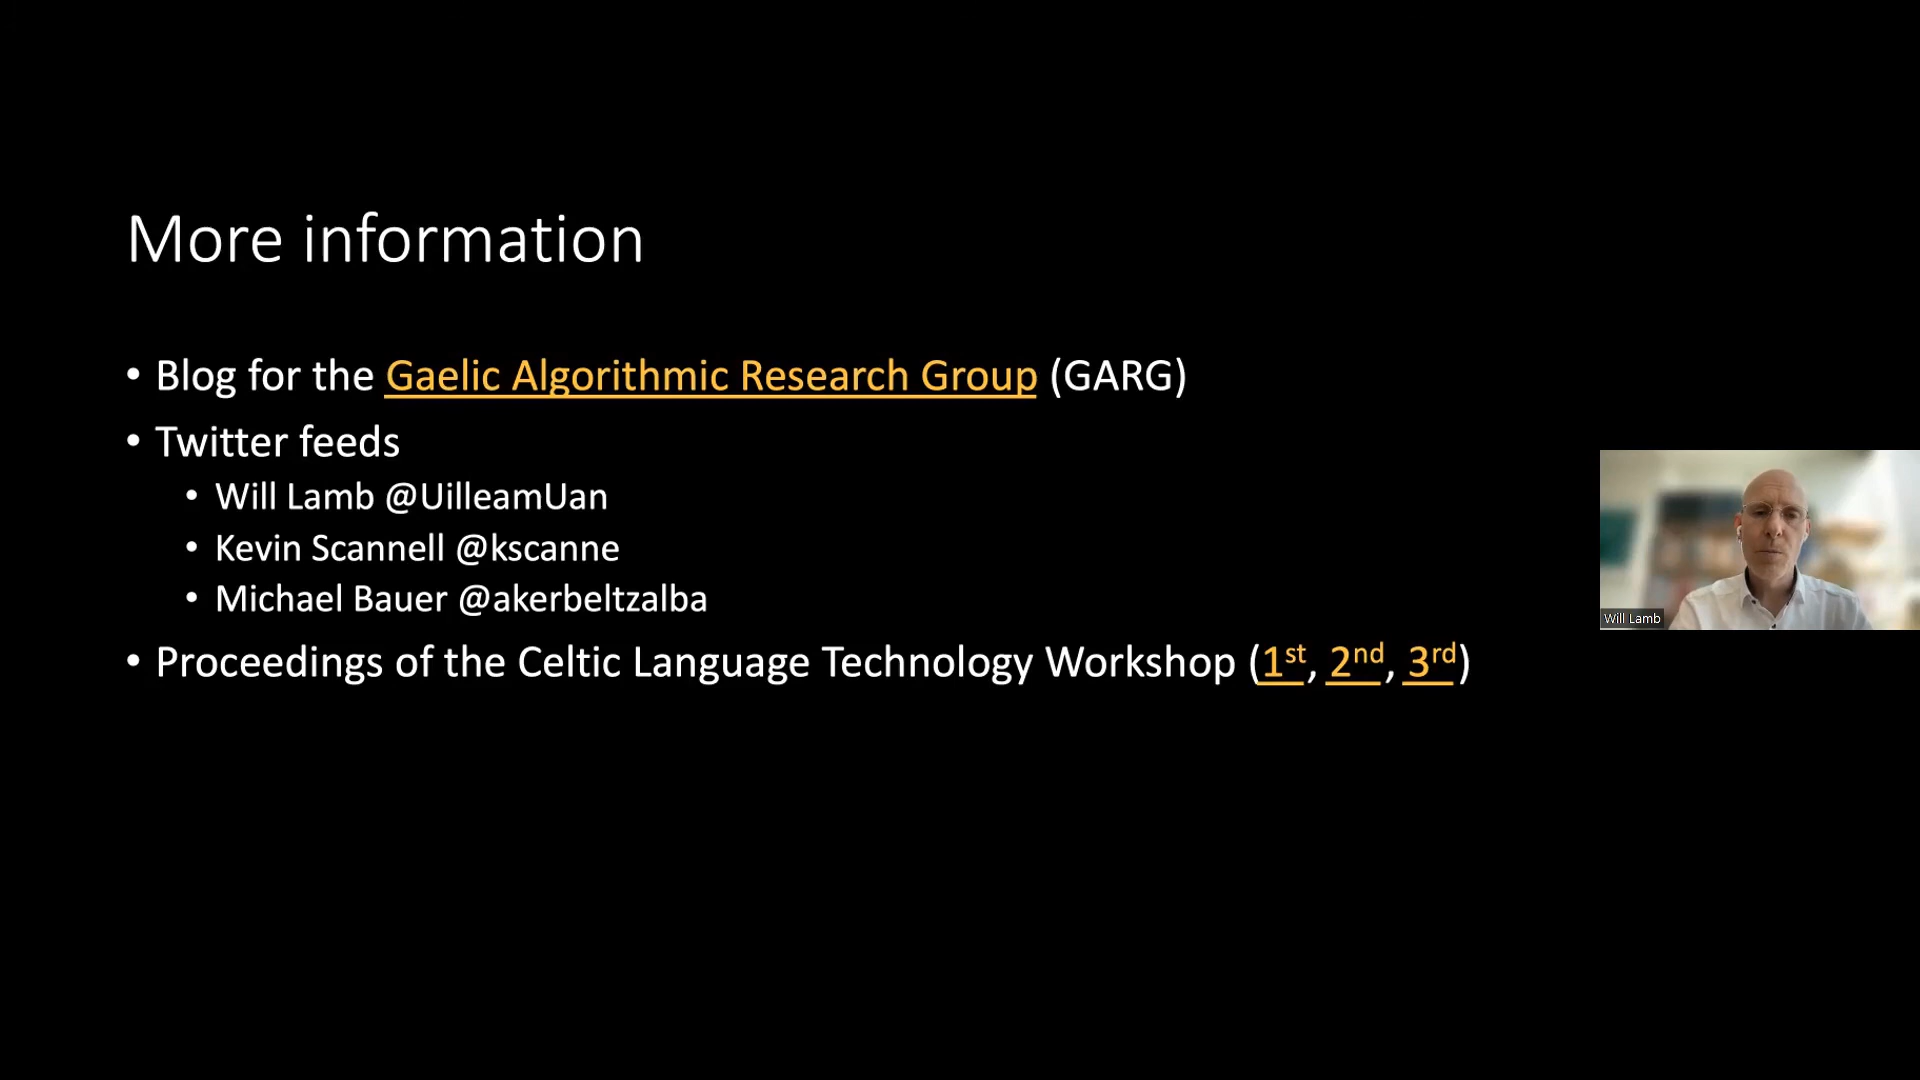 More information
• Blog for the Gaelic Algorithmic Research Group (GARG)
• Twitter feeds
• Will Lamb @UilleamUan
• Kevin Scannell @kscanne
• Michael Bauer @akerbeltzalba
• Proceedings of the Celtic Language Technology Workshop (1st, 2nd, 3rd)
Will Lamb